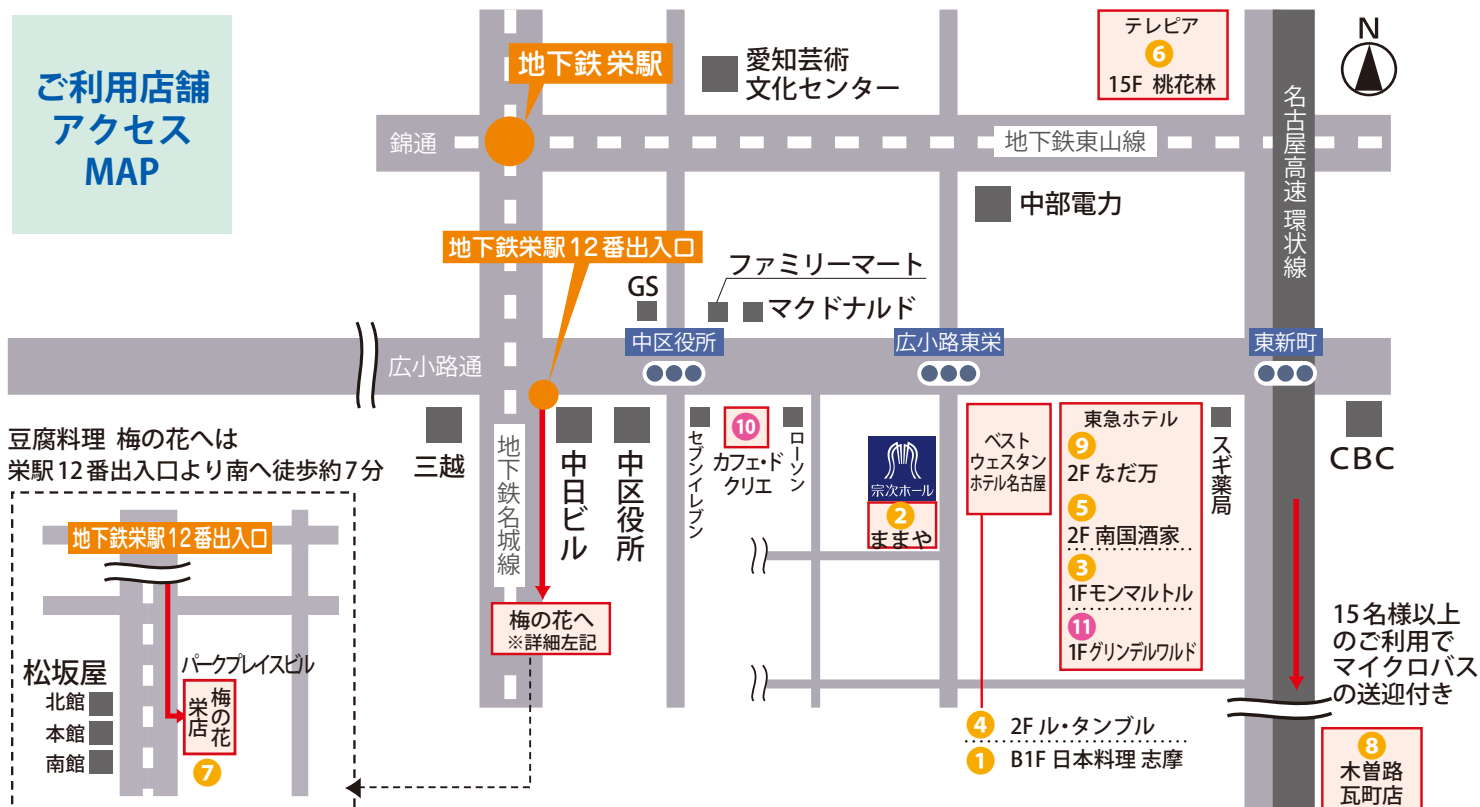 ご利用店舗
アクセス
MAP
地下鉄 栄駅
愛知芸術
文化センター
テレピア
6
15F 桃花林
N
錦通
地下鉄東山線
名古屋高速 環状線
中部電力
地下鉄栄駅12番出入口
GS
ファミリーマート
マクドナルド
中区役所
広小路東栄
東新町
広小路通
三越
地下鉄名城線
中日ビル
中区役所
セブンイレブン
10
カフェ・ド
クリエ
ローソン
宗次ホール
2
ままや
ベスト
ウェスタン
ホテル名古屋
東急ホテル
9
2F なだ万
5
2F 南国酒家
3
1F モンマルトル
11
1F グリンデルワルド
スギ薬局
CBC
豆腐料理 梅の花へは
栄駅12番出入口より南へ徒歩約7分
地下鉄栄駅12番出入口
松坂屋
北館
本館
南館
パークプレイスビル
梅の花
栄店
7
梅の花へ
※詳細左記
4 2F ル・タンブル
1 B1F 日本料理 志摩
15名様以上
のご利用で
マイクロバス
の送迎付き
8
木曽路
瓦町店